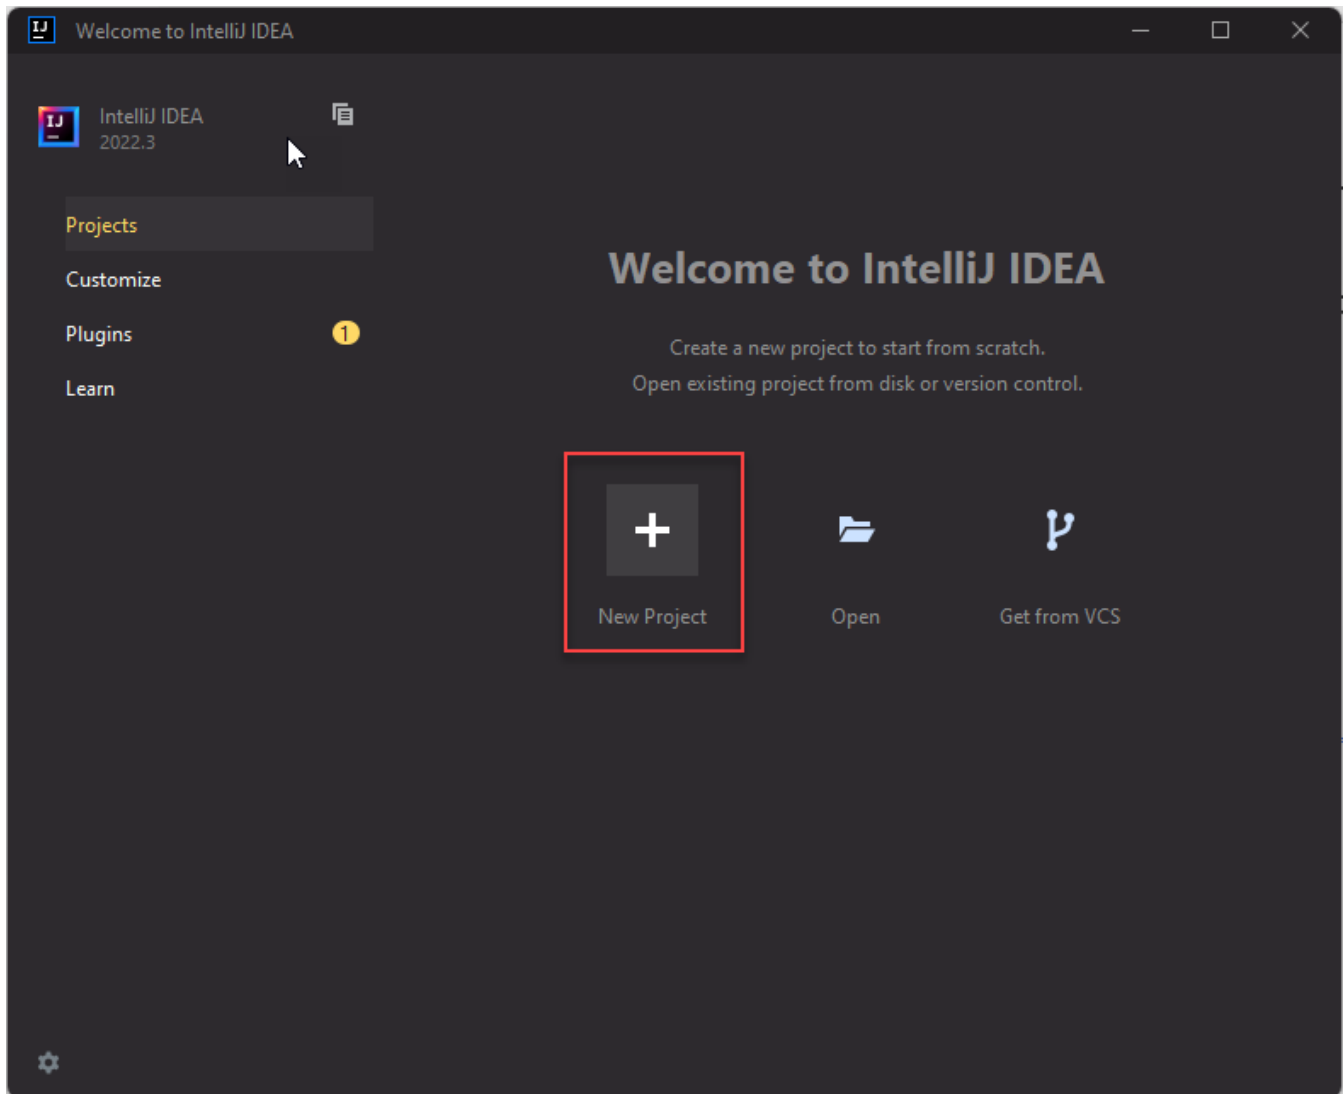 IJ
Welcome to IntelliJ IDEA
IJ
IntelliJ IDEA
2022.3
Projects
Customize
Plugins
1
Learn
Welcome to IntelliJ IDEA
Create a new project to start from scratch.
Open existing project from disk or version control.
New Project
Open
Get from VCS